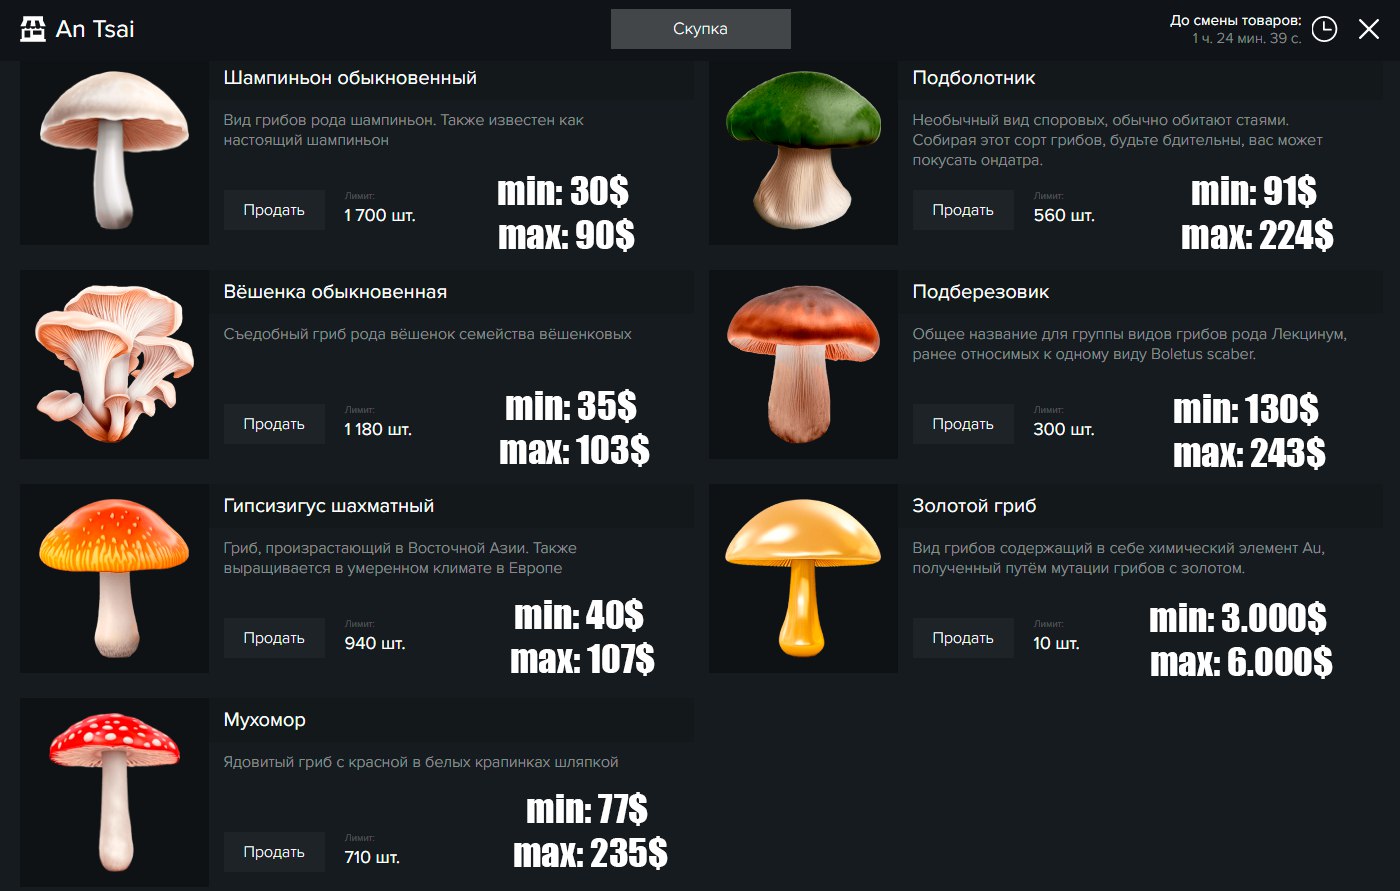 An Tsai
Скупка
До смены товаров:
1 ч. 24 мин. 39 с.
Шампиньон обыкновенный
Вид грибов рода шампиньон. Также известен как
настоящий шампиньон
Продать
Лимит:
1 700 шт.
min: 30$
max: 90$
Подболотник
Необычный вид споровых, обычно обитают стаями.
Собирая этот сорт грибов, будьте бдительны, вас может
покусать ондатра.
Продать
Лимит:
560 шт.
min: 91$
max: 224$
Вёшенка обыкновенная
Съедобный гриб рода вёшенок семейства вёшенковых
Продать
Лимит:
1 180 шт.
min: 35$
max: 103$
Подберезовик
Общее название для группы видов грибов рода Лекцинум,
ранее относимых к одному виду Boletus scaber.
Продать
Лимит:
300 шт.
min: 130$
max: 243$
Гипсизигус шахматный
Гриб, произрастающий в Восточной Азии. Также
выращивается в умеренном климате в Европе
Продать
Лимит:
940 шт.
min: 40$
max: 107$
Золотой гриб
Вид грибов содержащий в себе химический элемент Au,
полученный путём мутации грибов с золотом.
Продать
Лимит:
10 шт.
min: 3.000$
max: 6.000$
Мухомор
Ядовитый гриб с красной в белых крапинках шляпкой
Продать
Лимит:
710 шт.
min: 77$
max: 235$